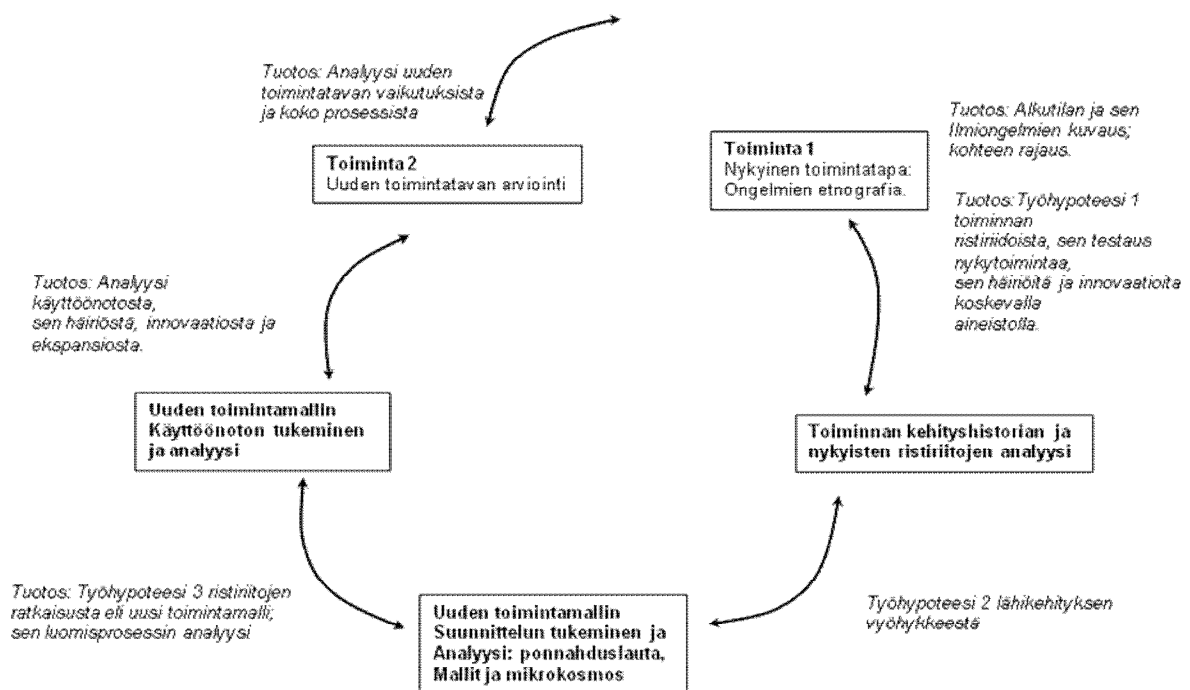 Tuotos: Analyysi uuden
toimintatavan vaikutuksista
ja koko prosessista
Toiminta 2
Uuden toimintatavan arviointi
Toiminta 1
Nykyinen toimintatapa:
Ongelmien etnografia.
Tuotos: Alkutilan ja sen
Ilmiongelmien kuvaus;
kohteen rajaus.
Tuotos: Työhypoteesi 1
toiminnan
ristiriidoista, sen testaus
nykytoimintaa,
sen häiriöitä ja innovaatioita
koskevalla
aineistolla.
Tuotos: Analyysi
käyttöönotosta,
sen häiriöstä, innovaatiosta ja
ekspansiosta.
Uuden toimintamallin
Käyttöönoton tukeminen
ja analyysi
Toiminnan kehityshistorian ja
nykyisten ristiriitojen analyysi
Tuotos: Työhypoteesi 3 ristiriitojen
ratkaisusta eli uusi toimintamalli;
sen luomisprosessin analyysi
Uuden toimintamallin
Suunnittelun tukeminen ja
Analyysi: ponnahduslauta,
Mallit ja mikrokosmos
Työhypoteesi 2 lähikehityksen
vyöhykkeestä